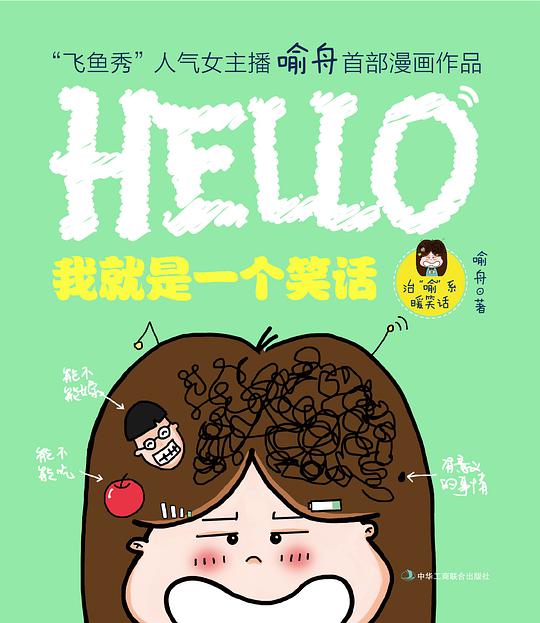 “飞鱼秀”人气女主播喻舟首部漫画作品
HELLO
我就是一个笑话
治“喻”系
暖笑话
喻舟⊙著
能不
能嫁
能不
能吃
有意义
的事情
中华工商联合出版社